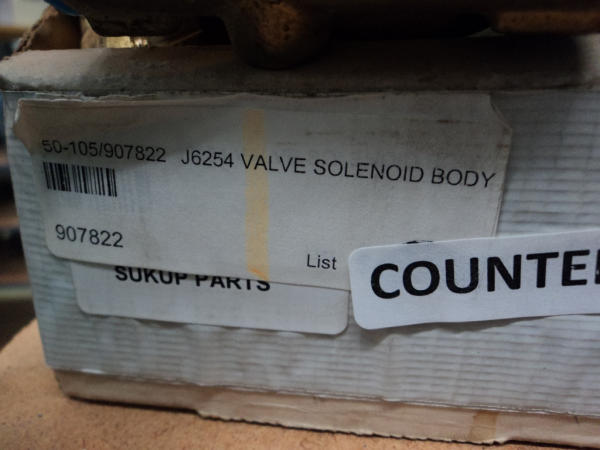 50-105/907822 J6254 VALVE SOLENOID BODY
907822
List
SUKUP PARTS
COUNTE